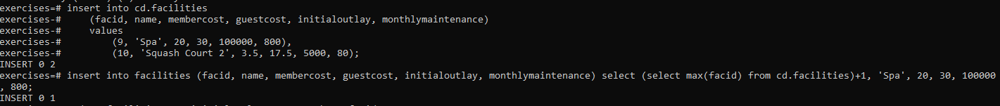 exercises=# insert into cd.facilities
exercises-#     (facid, name, membercost, guestcost, initialoutlay, monthlymaintenance)
exercises-#     values
exercises-#         (9, 'Spa', 20, 30, 100000, 800),
exercises-#         (10, 'Squash Court 2', 3.5, 17.5, 5000, 80);
INSERT 0 2
exercises=# insert into facilities (facid, name, membercost, guestcost, initialoutlay, monthlymaintenance) select (select max(facid) from cd.facilities)+1, 'Spa', 20, 30, 100000
, 800;
INSERT 0 1